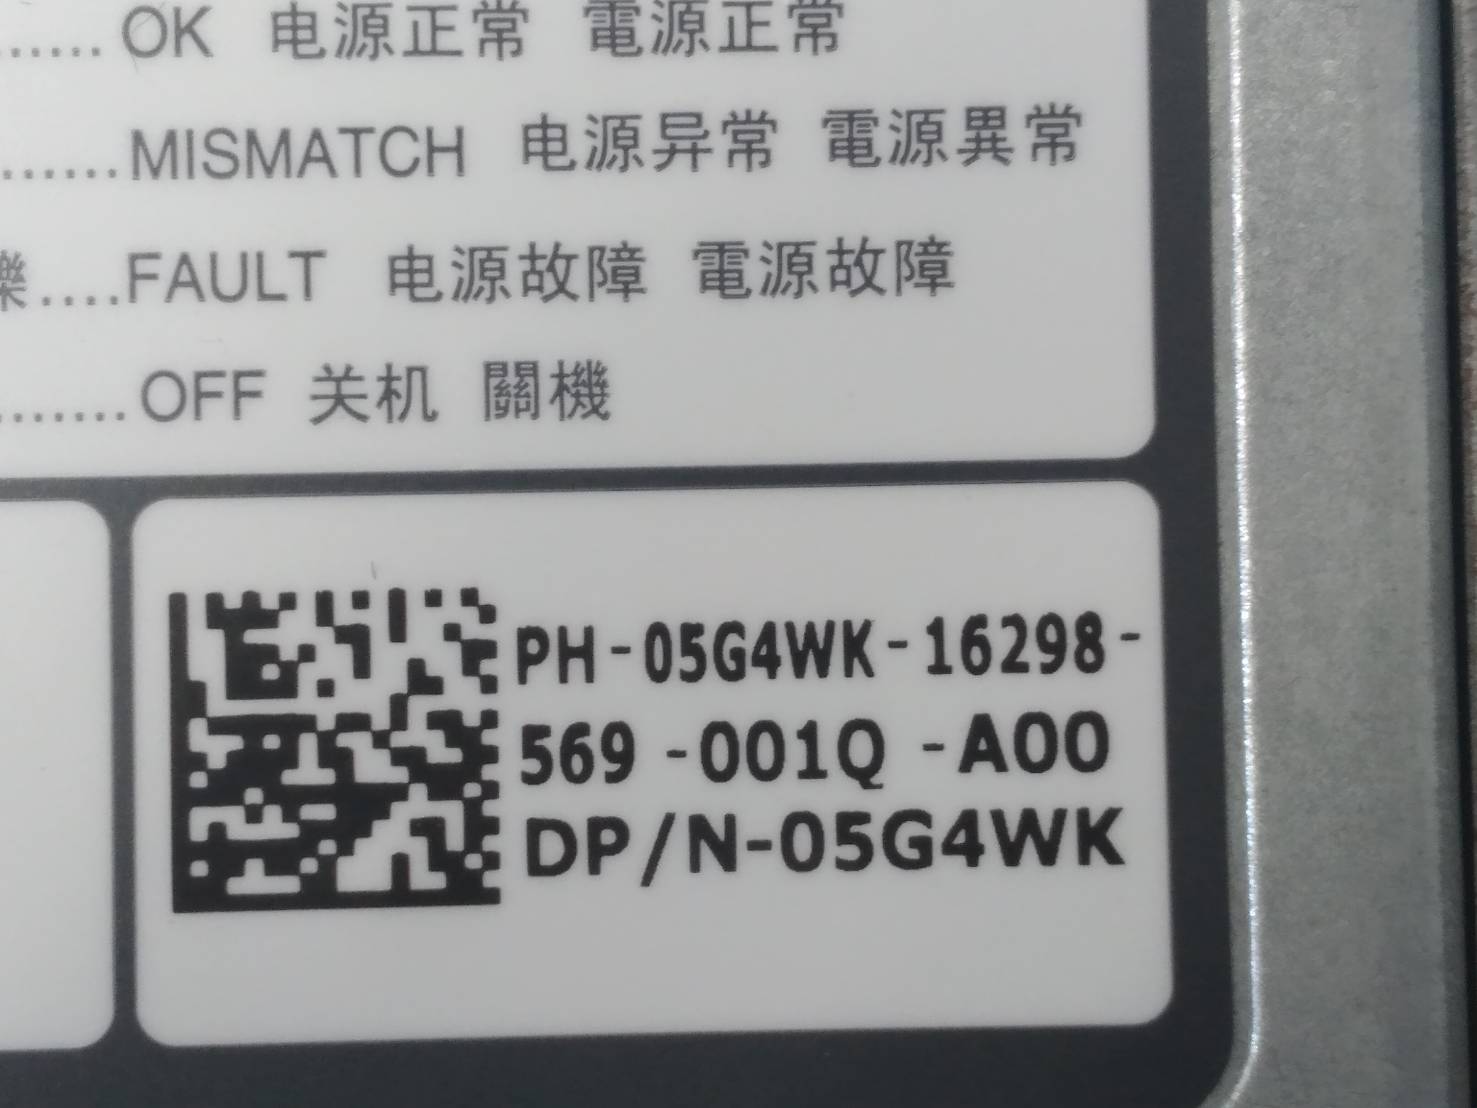 ......OK 电源正常 電源正常
......MISMATCH 电源异常 電源異常
....FAULT 电源故障 電源故障
.......OFF 关机 關機
PH-05G4WK-16298-
569 -001Q -A00
DP/N-05G4WK